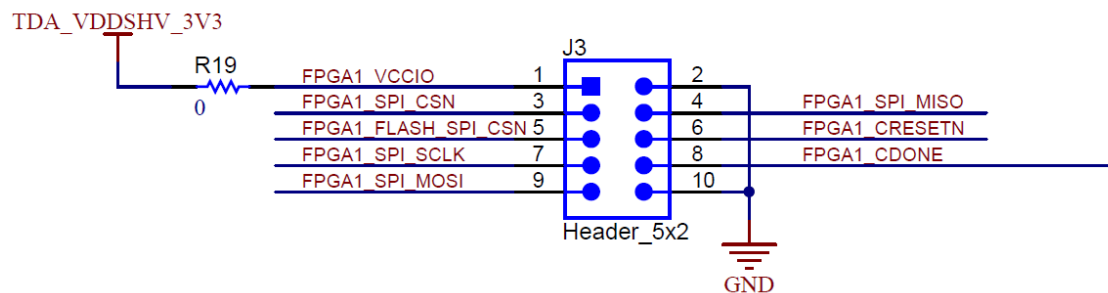 TDA_VDDSHV_3V3
J3
R19
0
FPGA1_VCCIO 1 2
FPGA1_SPI_CSN 3 4 FPGA1_SPI_MISO
FPGA1_FLASH_SPI_CSN 5 6 FPGA1_CRESETN
FPGA1_SPI_SCLK 7 8 FPGA1_CDONE
FPGA1_SPI_MOSI 9 10
Header_5x2
GND